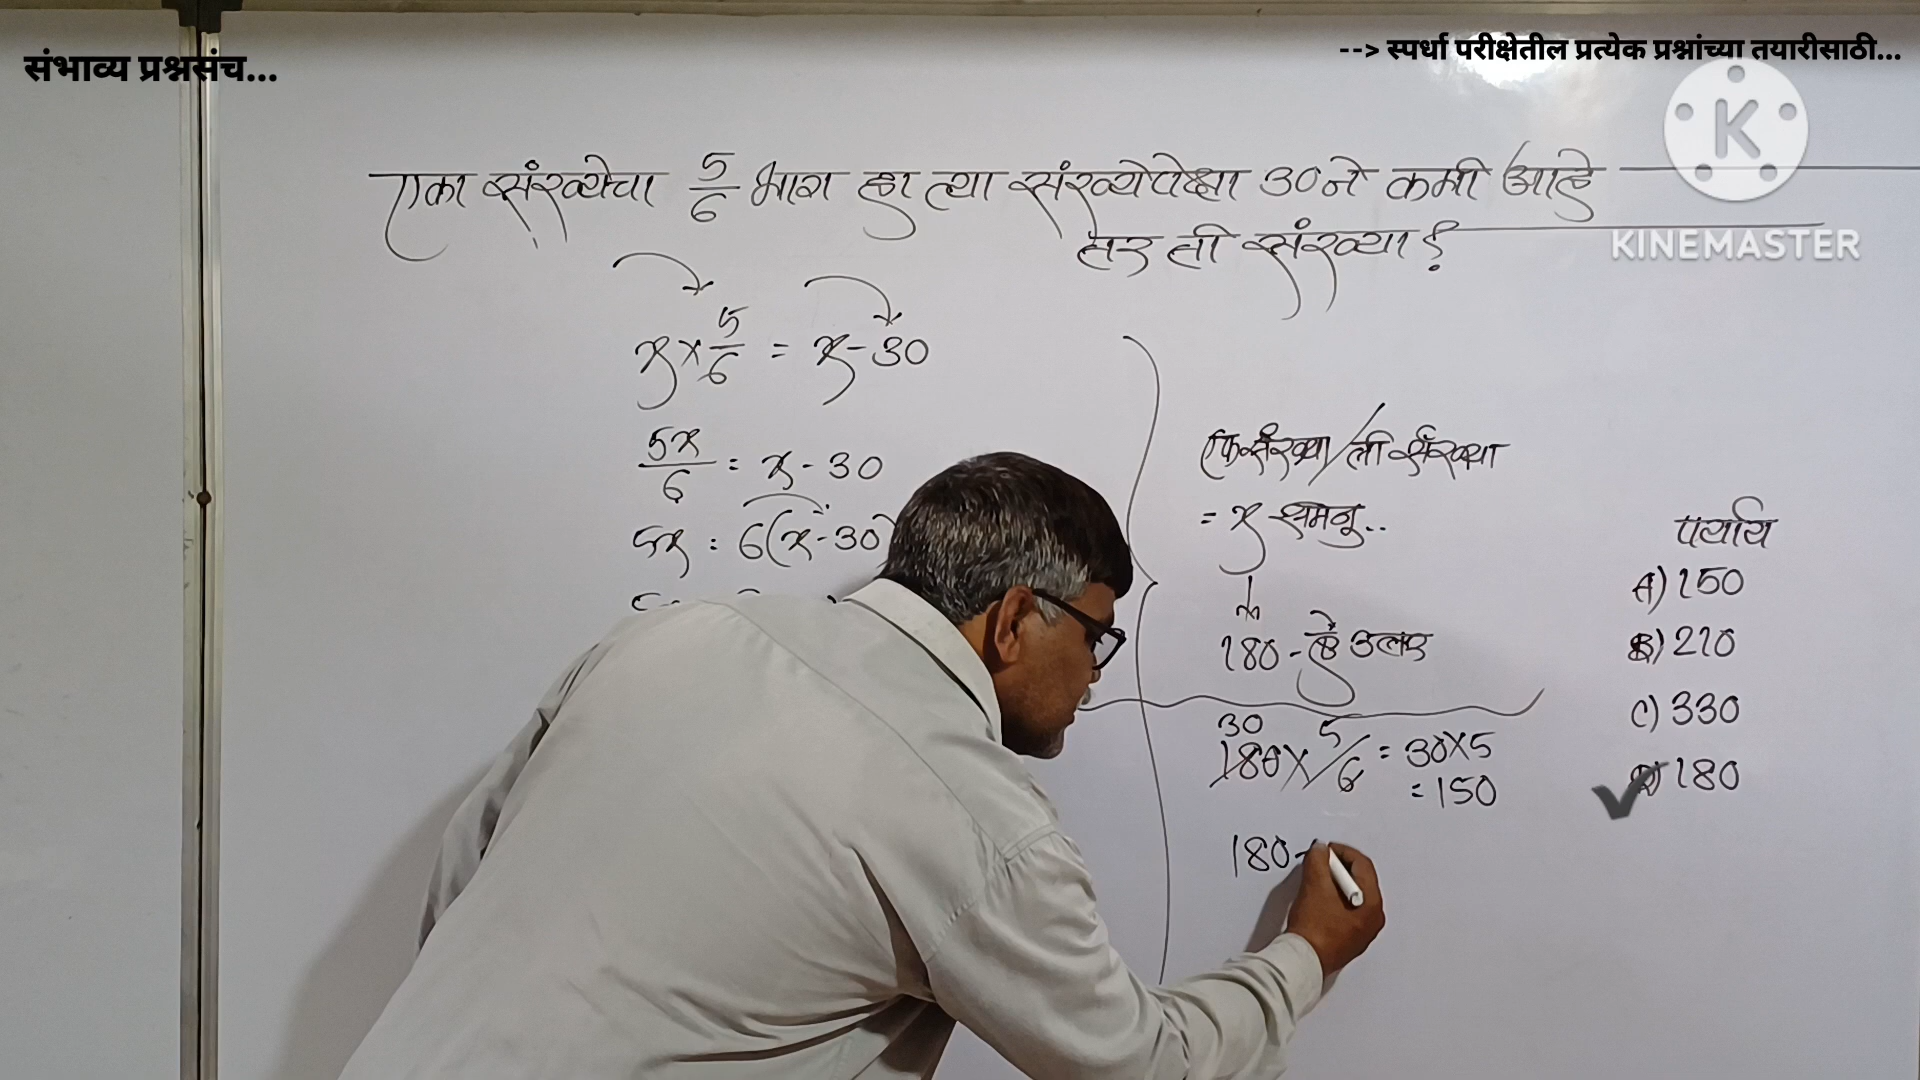 संभाव्य प्रश्नसंच...
--> स्पर्धा परीक्षेतील प्रत्येक प्रश्नांच्या तयारीसाठी...
K
KINEMASTER
एका संख्येचा 5/6 भाग हा त्या संख्येपेक्षा 30 ने कमी आहे
तर ती संख्या?
x × 5/6 = x - 30
5x/6 = x - 30
5x = 6(x - 30)
एक संख्या/ती संख्या
= x समजू..
180 - हे उत्तर
30
180 × 5/6 = 30×5
= 150
180 -
पर्याय
A) 150
B) 210
C) 330
D) 180